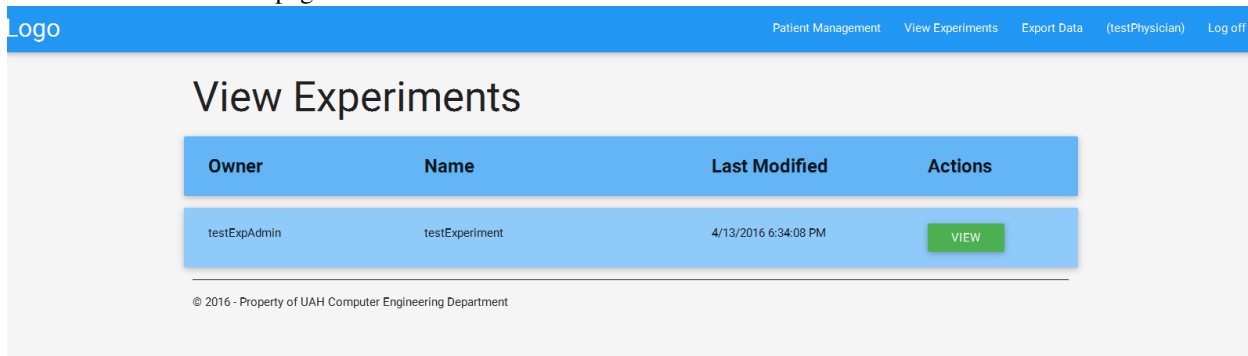 Logo Patient Management View Experiments Export Data (testPhysician) Log off
View Experiments
Owner Name Last Modified Actions
testExpAdmin testExperiment 4/13/2016 6:34:08 PM VIEW
© 2016 - Property of UAH Computer Engineering Department